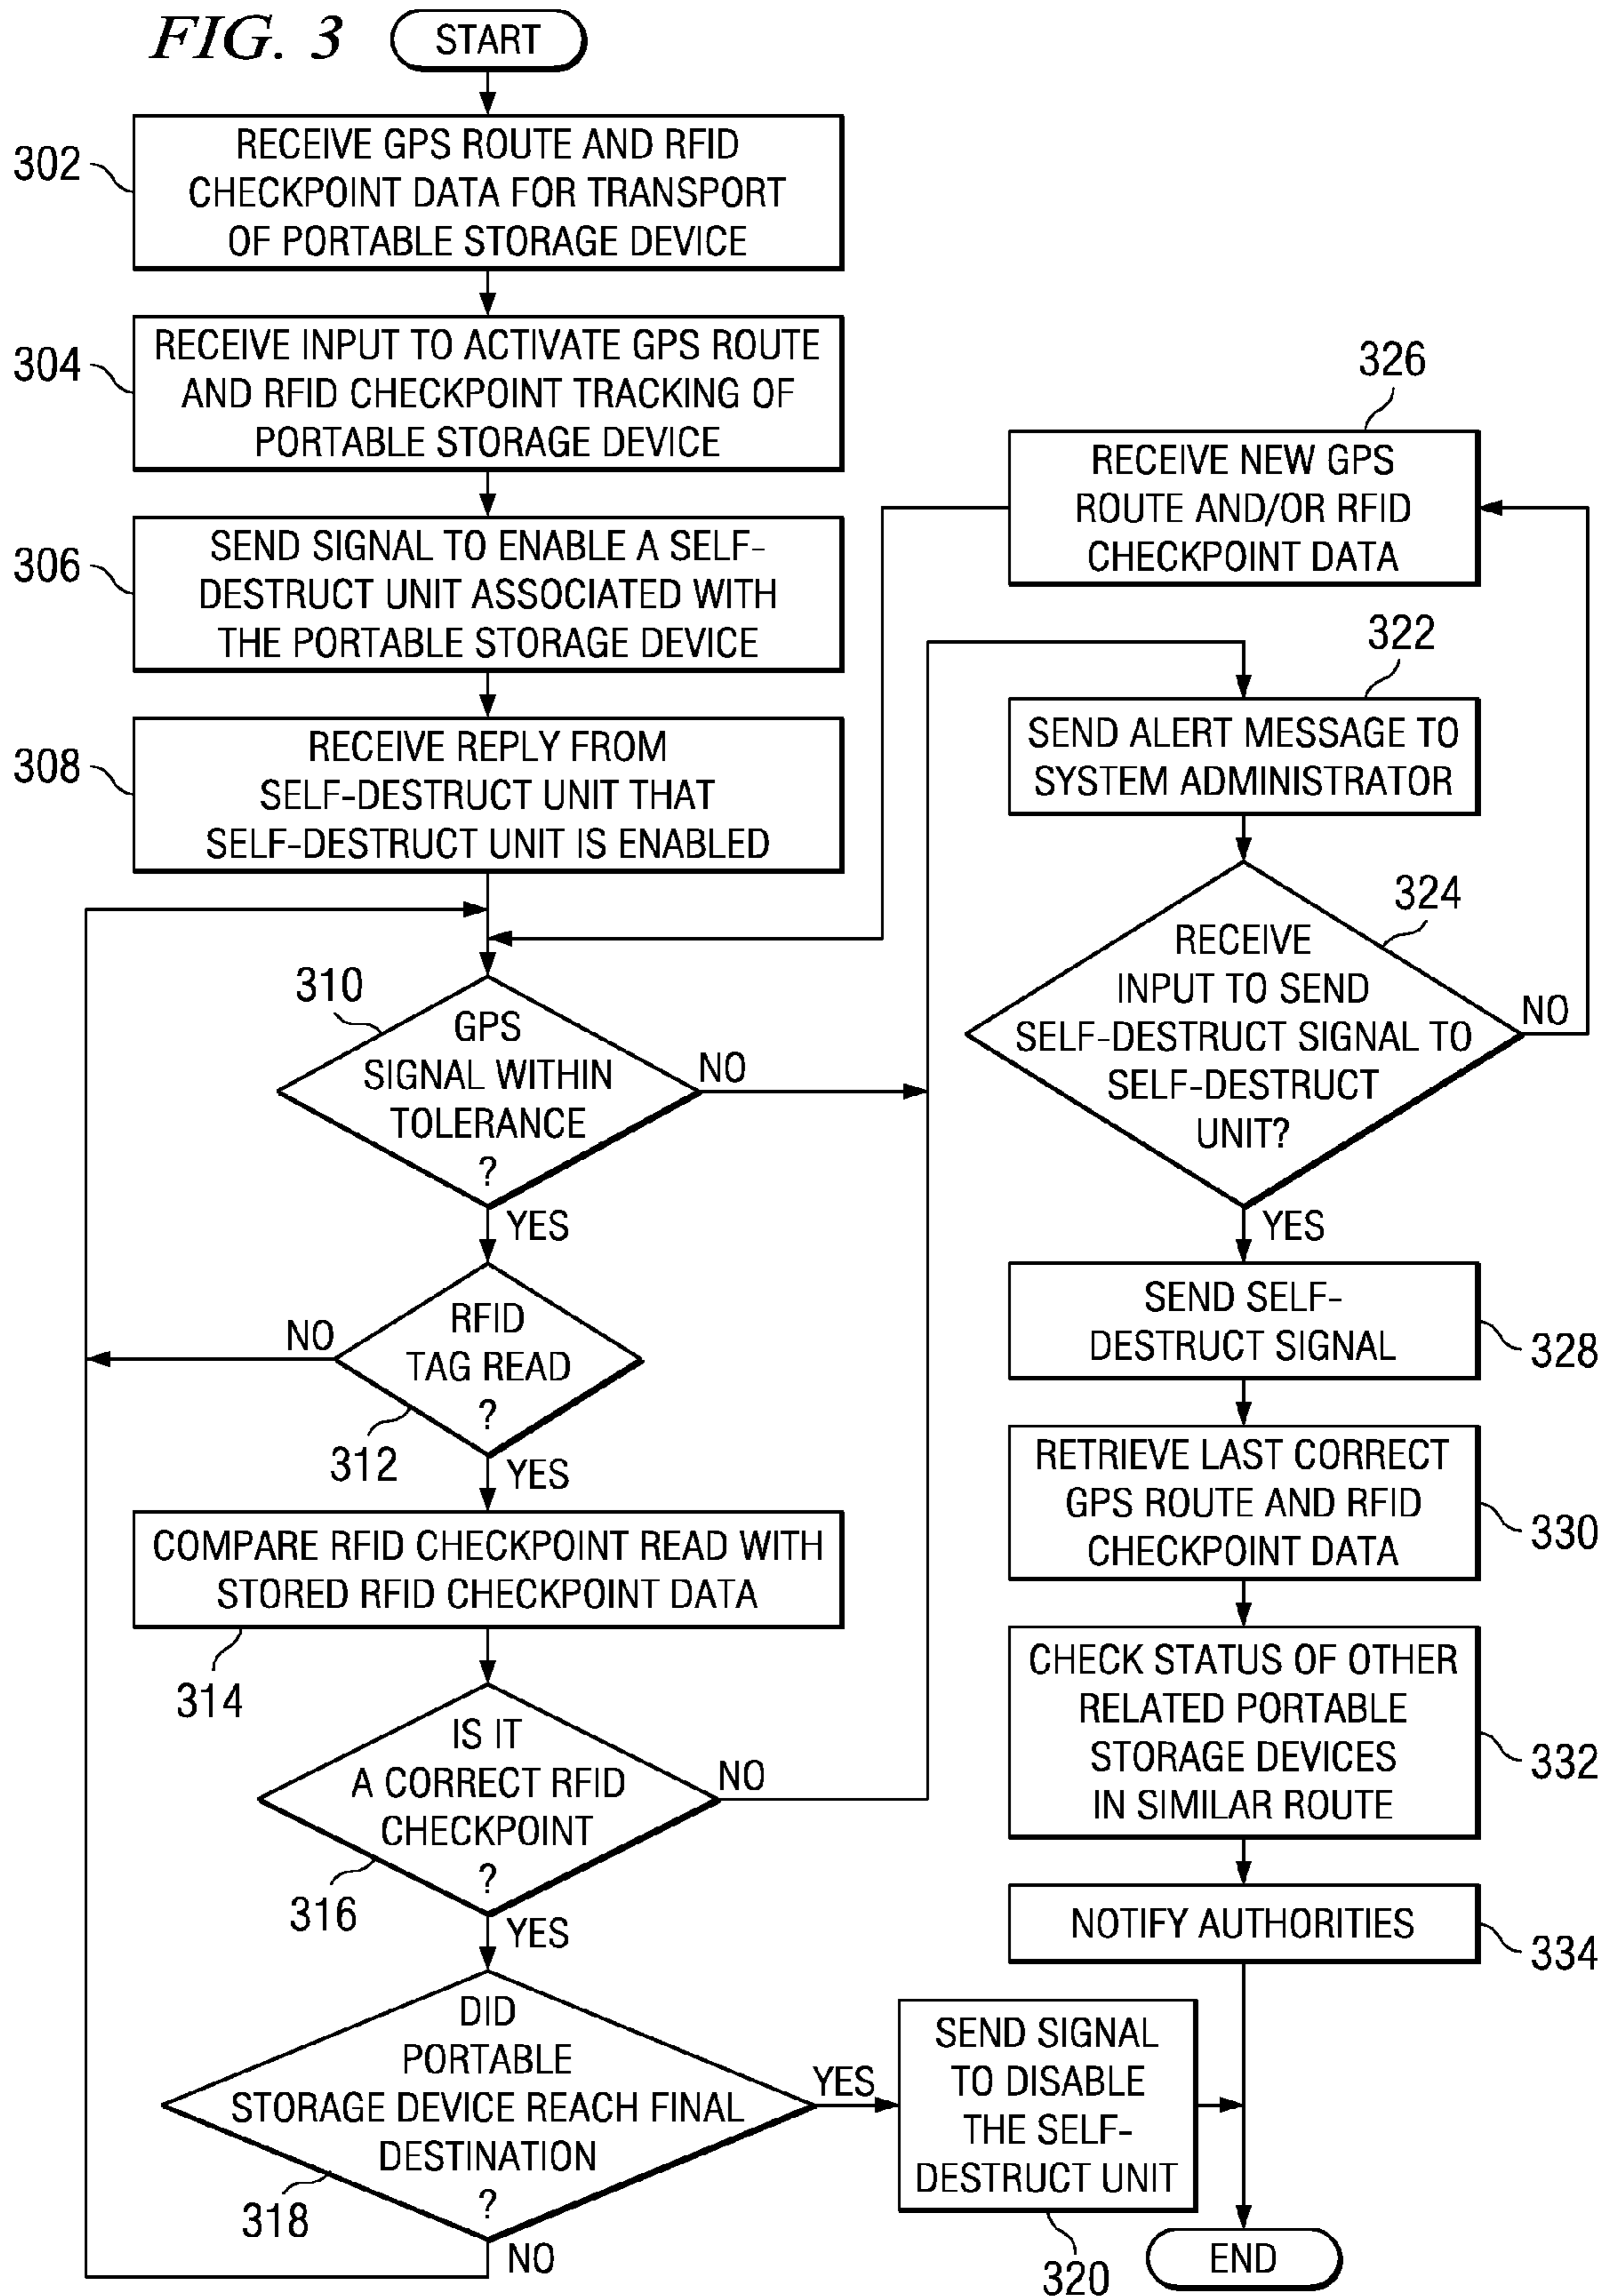 FIG. 3
START
302
RECEIVE GPS ROUTE AND RFID
CHECKPOINT DATA FOR TRANSPORT
OF PORTABLE STORAGE DEVICE
304
RECEIVE INPUT TO ACTIVATE GPS ROUTE
AND RFID CHECKPOINT TRACKING OF
PORTABLE STORAGE DEVICE
306
SEND SIGNAL TO ENABLE A SELF-
DESTRUCT UNIT ASSOCIATED WITH
THE PORTABLE STORAGE DEVICE
308
RECEIVE REPLY FROM
SELF-DESTRUCT UNIT THAT
SELF-DESTRUCT UNIT IS ENABLED
310
GPS
SIGNAL WITHIN
TOLERANCE
?
NO
YES
RFID
TAG READ
?
NO
312
YES
COMPARE RFID CHECKPOINT READ WITH
STORED RFID CHECKPOINT DATA
314
IS IT
A CORRECT RFID
CHECKPOINT
?
NO
316
YES
DID
PORTABLE
STORAGE DEVICE REACH FINAL
DESTINATION
?
YES
318
NO
SEND SIGNAL
TO DISABLE
THE SELF-
DESTRUCT UNIT
320
326
RECEIVE NEW GPS
ROUTE AND/OR RFID
CHECKPOINT DATA
322
SEND ALERT MESSAGE TO
SYSTEM ADMINISTRATOR
324
RECEIVE
INPUT TO SEND
SELF-DESTRUCT SIGNAL TO
SELF-DESTRUCT
UNIT?
NO
YES
SEND SELF-
DESTRUCT SIGNAL
328
RETRIEVE LAST CORRECT
GPS ROUTE AND RFID
CHECKPOINT DATA
330
CHECK STATUS OF OTHER
RELATED PORTABLE
STORAGE DEVICES
IN SIMILAR ROUTE
332
NOTIFY AUTHORITIES
334
END